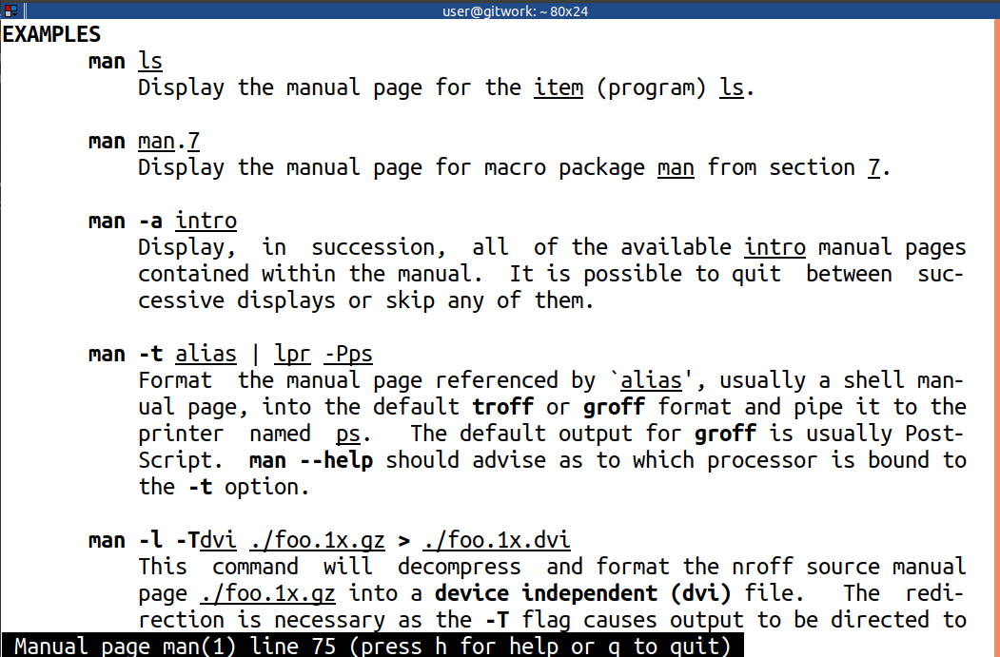 user@gitwork: ~ 80x24
EXAMPLES
man ls
Display the manual page for the item (program) ls.
man man.7
Display the manual page for macro package man from section 7.
man -a intro
Display, in succession, all of the available intro manual pages
contained within the manual. It is possible to quit between suc-
cessive displays or skip any of them.
man -t alias | lpr -Pps
Format the manual page referenced by `alias', usually a shell man-
ual page, into the default troff or groff format and pipe it to the
printer named ps. The default output for groff is usually Post-
Script. man --help should advise as to which processor is bound to
the -t option.
man -l -Tdvi ./foo.1x.gz > ./foo.1x.dvi
This command will decompress and format the nroff source manual
page ./foo.1x.gz into a device independent (dvi) file. The redi-
rection is necessary as the -T flag causes output to be directed to
Manual page man(1) line 75 (press h for help or q to quit)